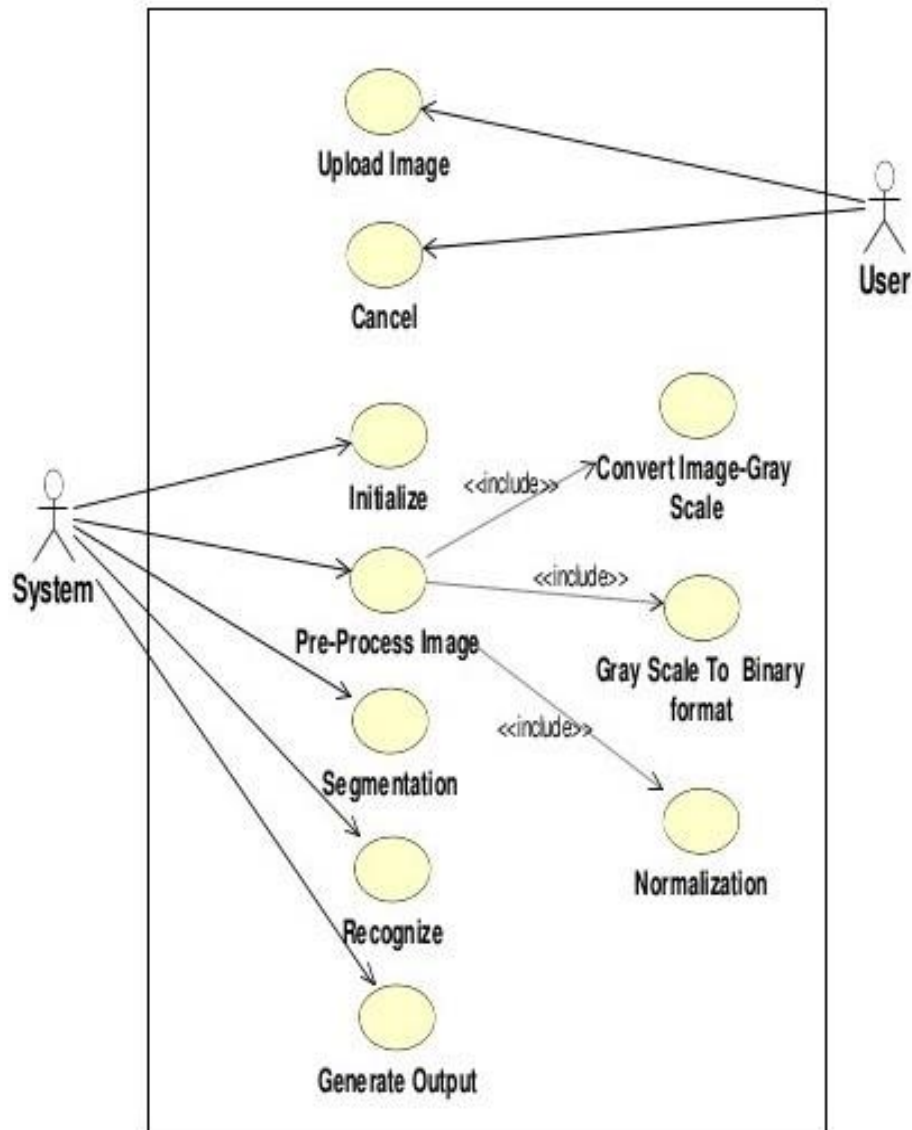 Upload Image
User
Cancel
Initialize
<<include>>
Convert Image-Gray
Scale
System
<<include>>
Pre-Process Image
Gray Scale To Binary
format
<<include>>
Segmentation
Normalization
Recognize
Generate Output